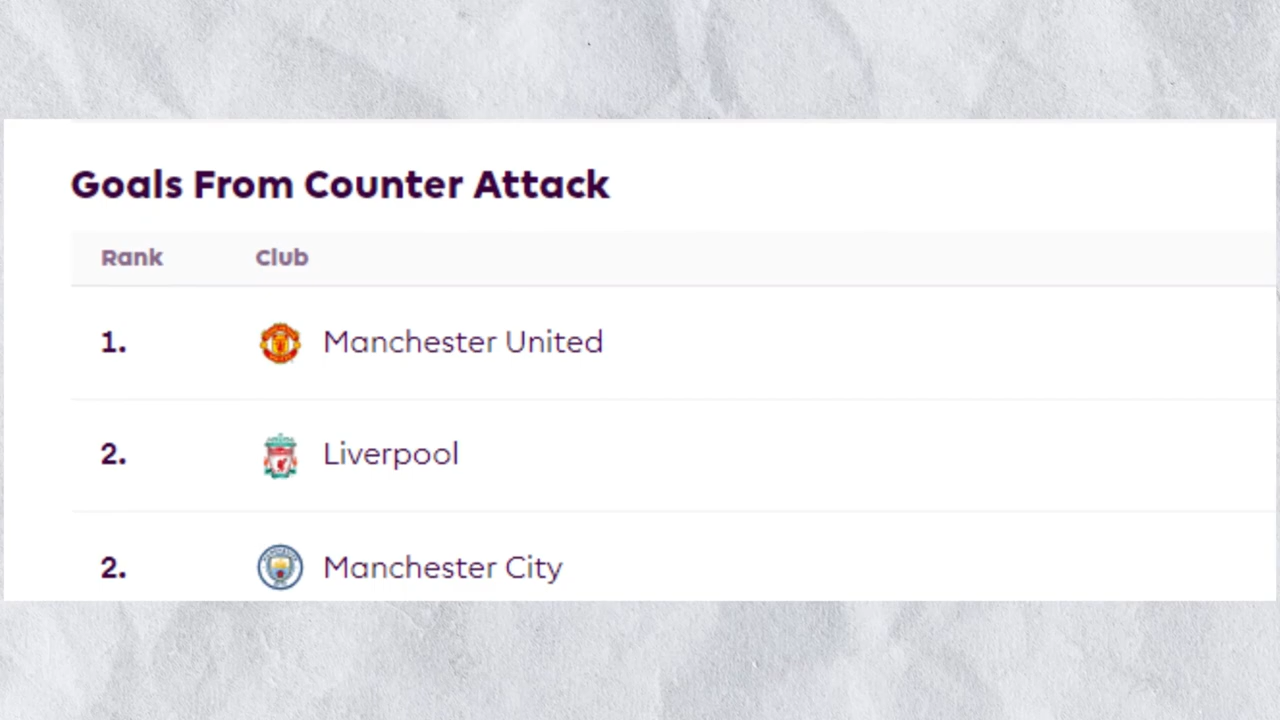 Goals From Counter Attack
Rank Club
1. Manchester United
2. Liverpool
2. Manchester City